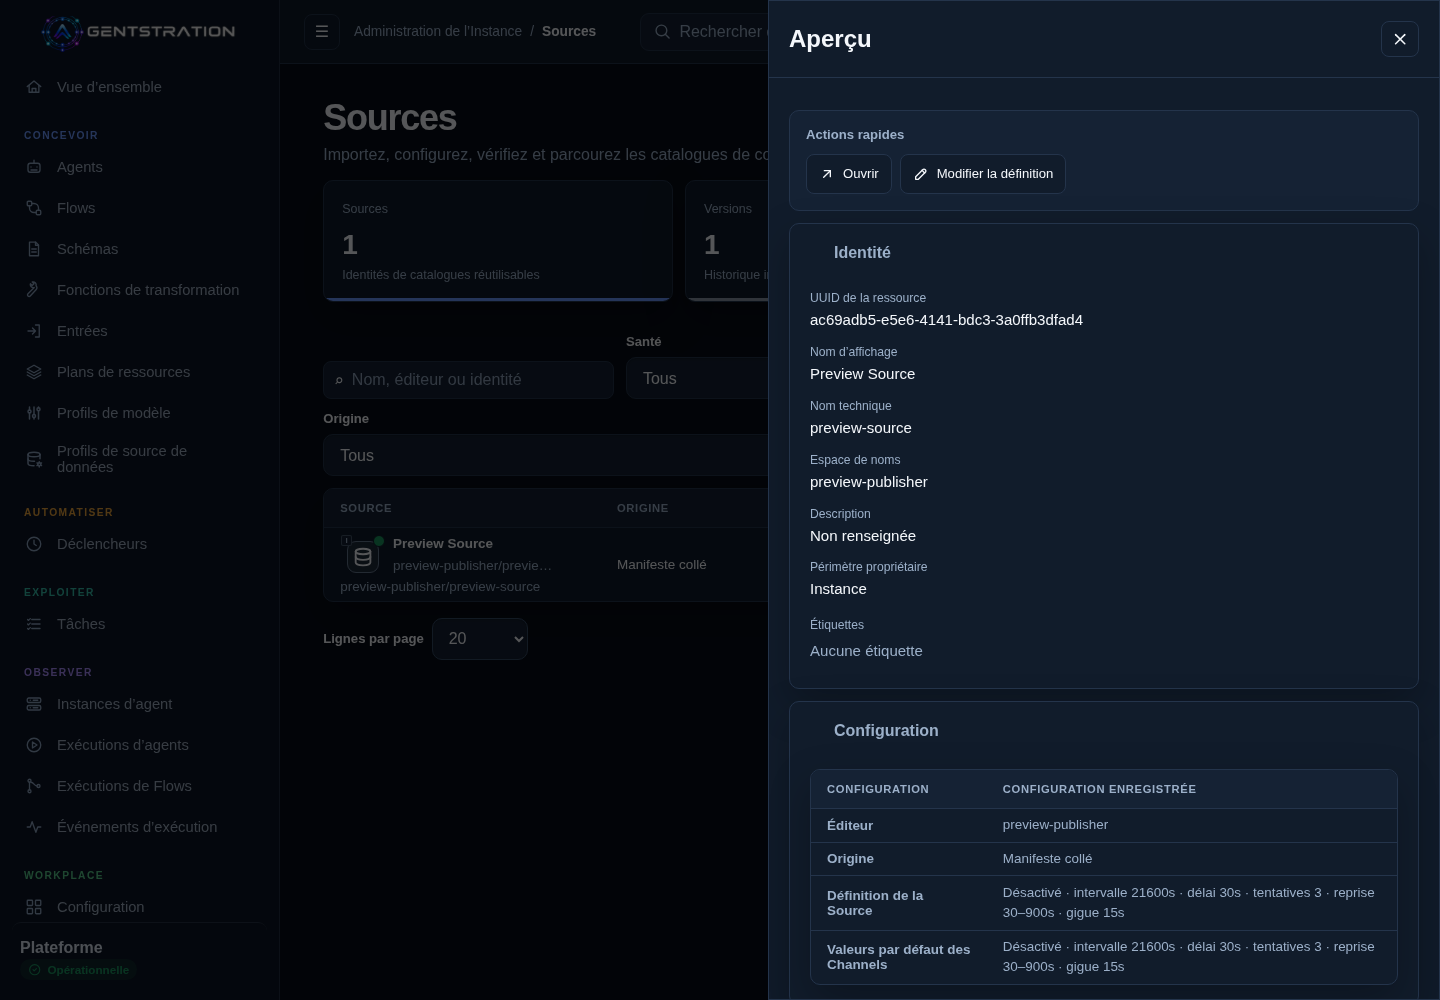 GENTSTRATION
Vue d’ensemble
CONCEVOIR
Agents
Flows
Schémas
Fonctions de transformation
Entrées
Plans de ressources
Profils de modèle
Profils de source de
données
AUTOMATISER
Déclencheurs
EXPLOITER
Tâches
OBSERVER
Instances d’agent
Exécutions d’agents
Exécutions de Flows
Événements d’exécution
WORKPLACE
Configuration
Plateforme
Opérationnelle
Administration de l’Instance / Sources
Rechercher
Sources
Importez, configurez, vérifiez et parcourez les catalogues de
Sources
1
Identités de catalogues réutilisables
Versions
1
Historique
Santé
Nom, éditeur ou identité
Tous
Origine
Tous
SOURCE ORIGINE
Preview Source
preview-publisher/previe…
Manifeste collé
preview-publisher/preview-source
Lignes par page 20
Aperçu
Actions rapides
Ouvrir
Modifier la définition
Identité
UUID de la ressource
ac69adb5-e5e6-4141-bdc3-3a0ffb3dfad4
Nom d’affichage
Preview Source
Nom technique
preview-source
Espace de noms
preview-publisher
Description
Non renseignée
Périmètre propriétaire
Instance
Étiquettes
Aucune étiquette
Configuration
CONFIGURATION CONFIGURATION ENREGISTRÉE
Éditeur preview-publisher
Origine Manifeste collé
Définition de la Source Désactivé · intervalle 21600s · délai 30s · tentatives 3 · reprise
30–900s · gigue 15s
Valeurs par défaut des Channels Désactivé · intervalle 21600s · délai 30s · tentatives 3 · reprise
30–900s · gigue 15s